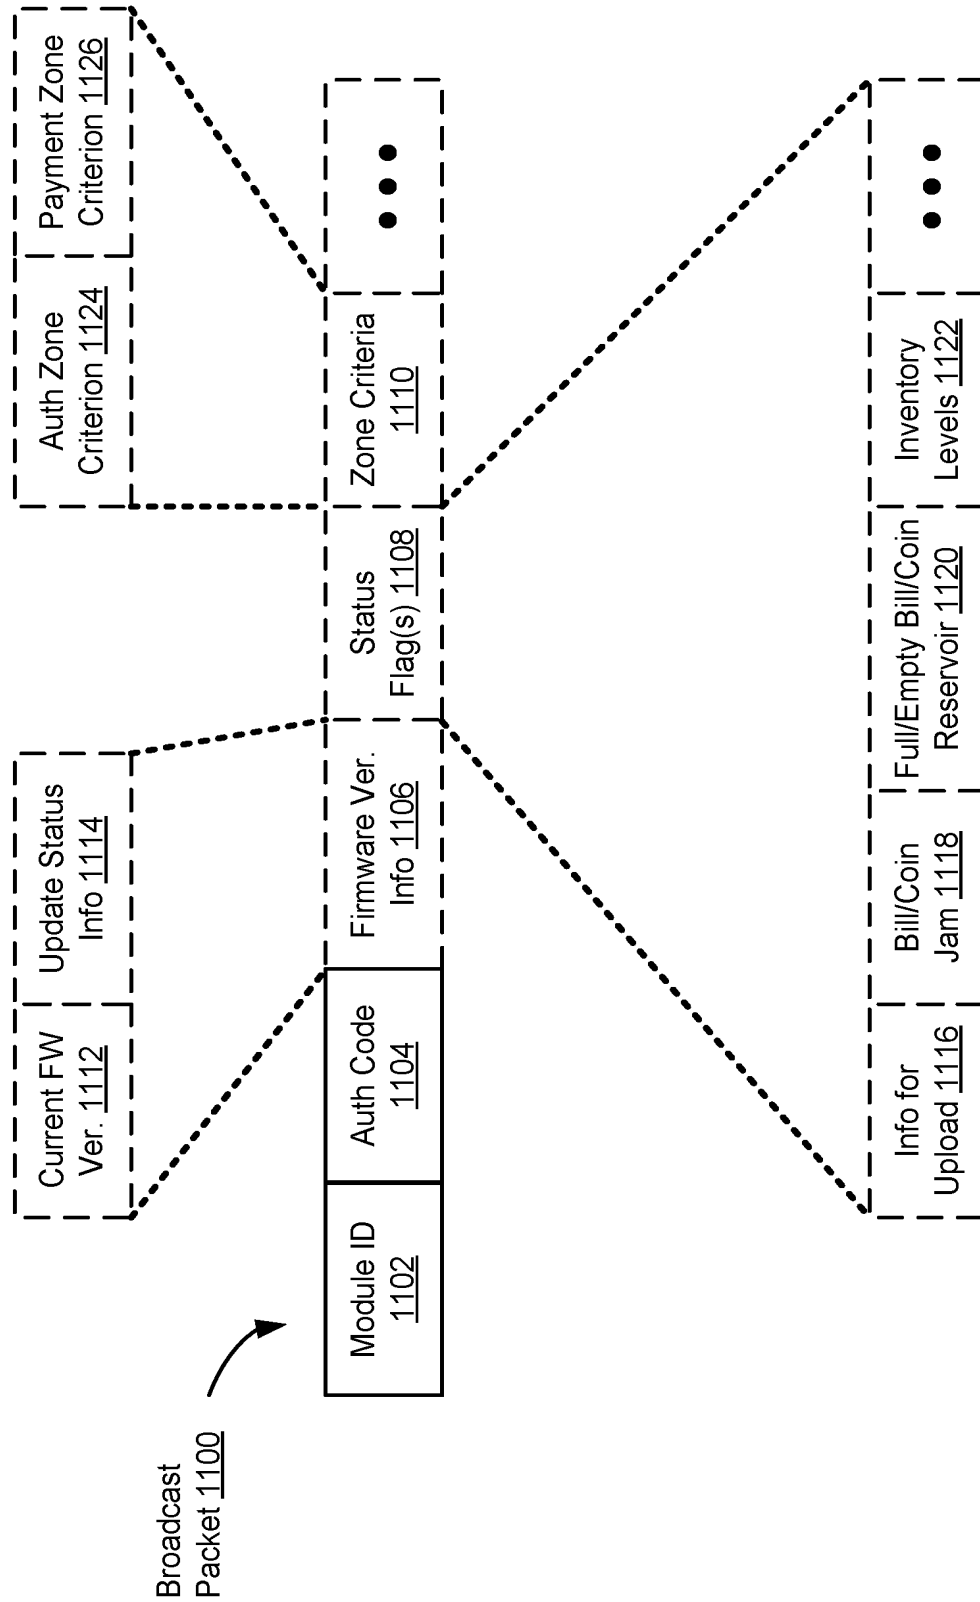 Current FW
Ver. 1112
Update Status
Info 1114
Auth Zone
Criterion 1124
Payment Zone
Criterion 1126
Broadcast
Packet 1100
Module ID
1102
Auth Code
1104
Firmware Ver.
Info 1106
Status
Flag(s) 1108
Zone Criteria
1110
Info for
Upload 1116
Bill/Coin
Jam 1118
Full/Empty Bill/Coin
Reservoir 1120
Inventory
Levels 1122